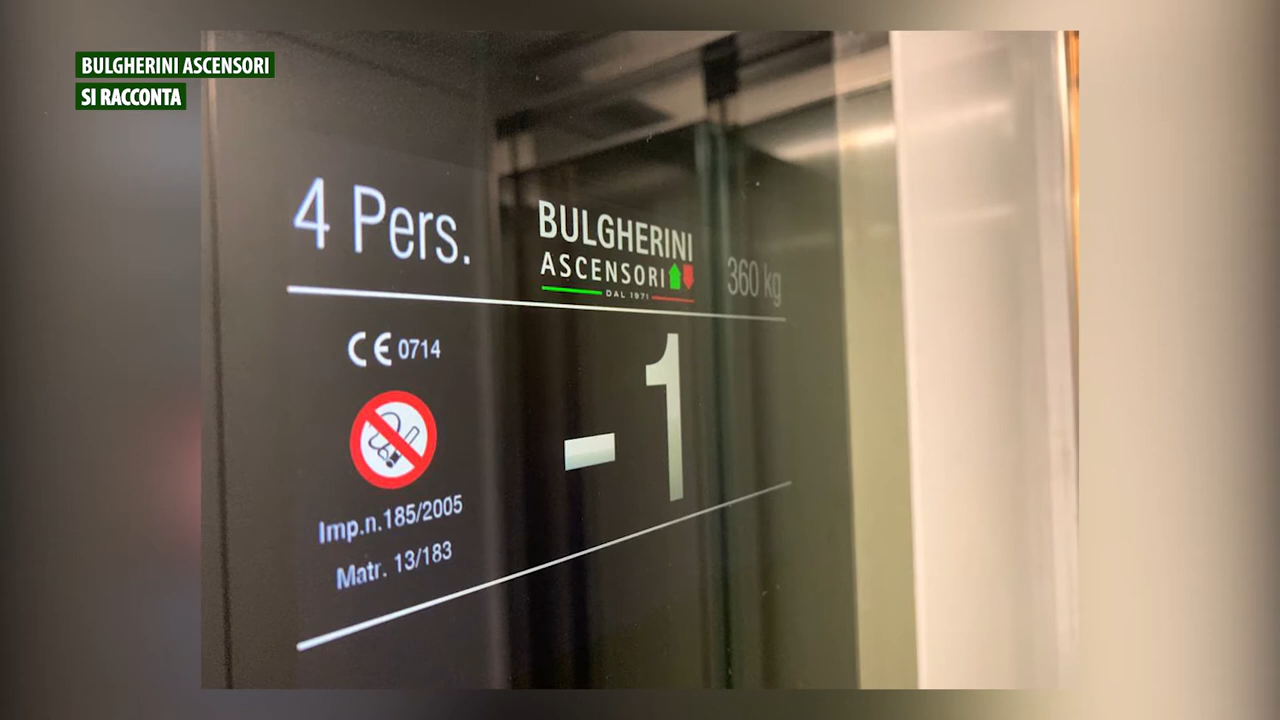 BULGHERINI ASCENSORI
SI RACCONTA
4 Pers.
BULGHERINI
ASCENSORI
DAL 1971
360 kg
CE 0714
-1
Imp.n.185/2005
Matr. 13/183